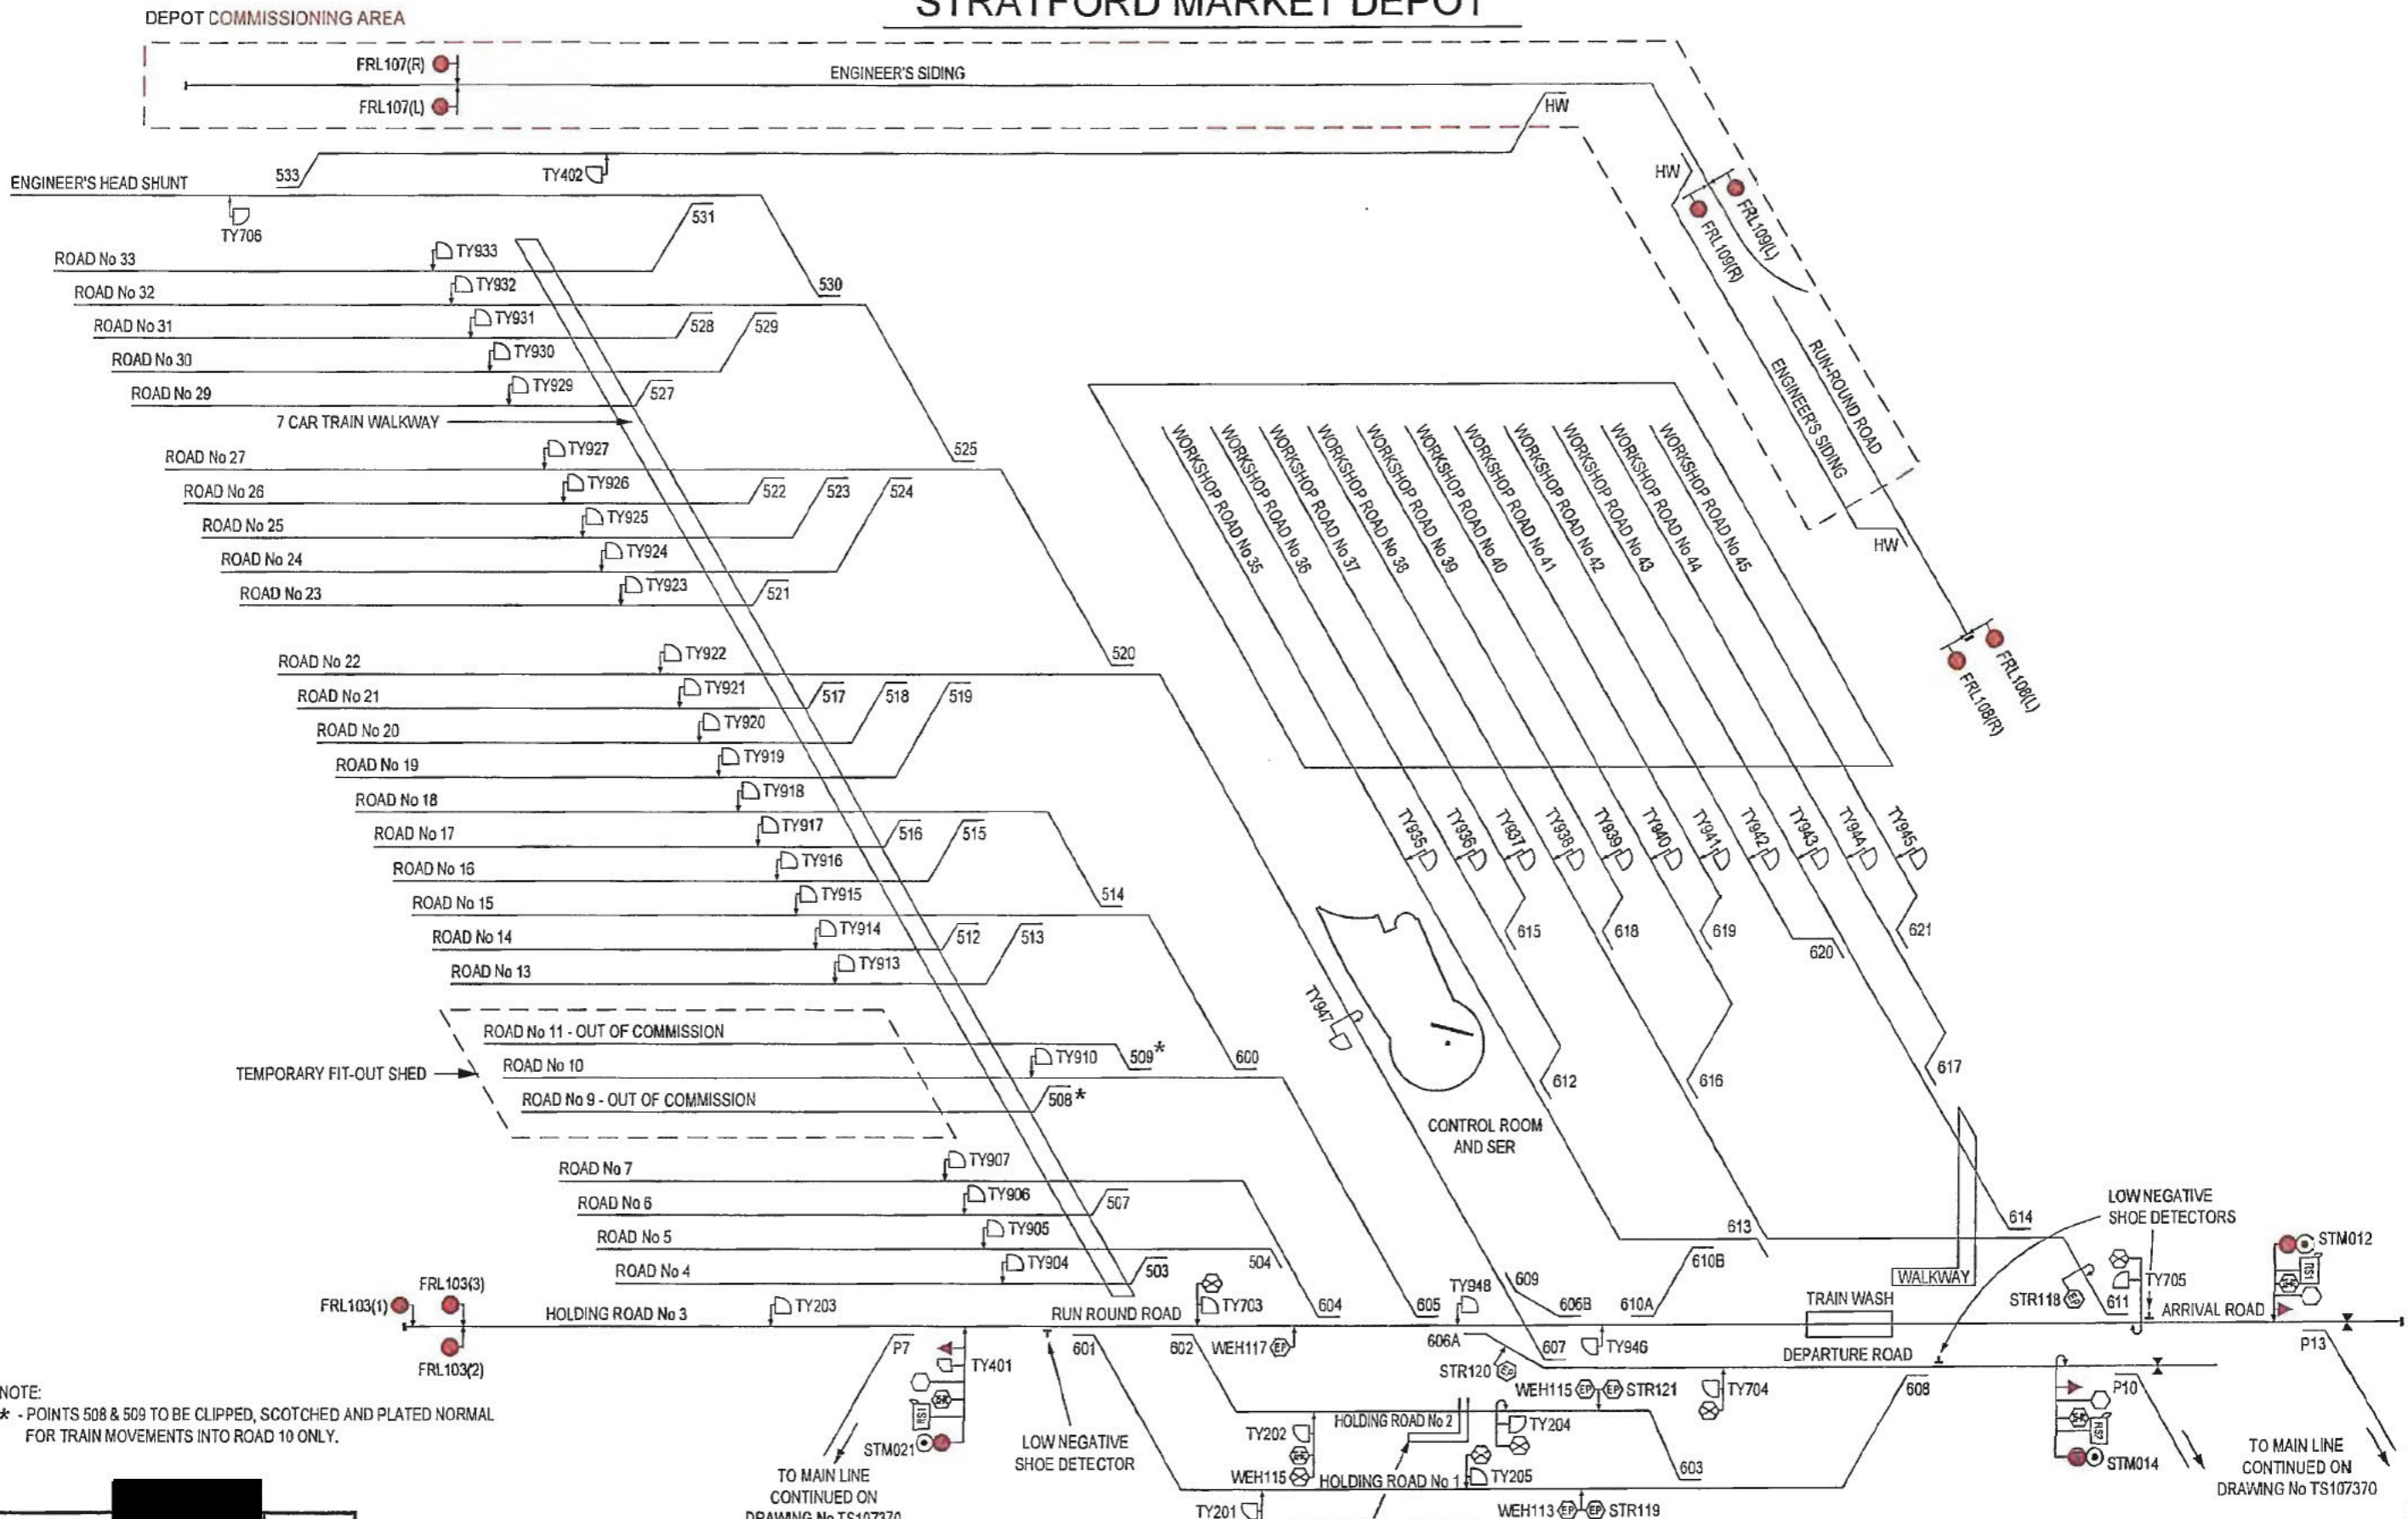 STRATFORD MARKET DEPOT
DEPOT COMMISSIONING AREA
FRL107(R)
ENGINEER'S SIDING
FRL107(L)
HW
533
TY402
ENGINEER'S HEAD SHUNT
TY706
HW
FRL109(L)
FRL109(R)
531
ROAD No 33
TY933
530
ROAD No 32
TY932
ROAD No 31
TY931
528
529
ROAD No 30
TY930
ROAD No 29
TY929
527
7 CAR TRAIN WALKWAY
RUN-ROUND ROAD
ENGINEER'S SIDING
HW
FRL108(L)
FRL108(R)
525
ROAD No 27
TY927
ROAD No 26
TY926
522
523
524
ROAD No 25
TY925
ROAD No 24
TY924
ROAD No 23
TY923
521
WORKSHOP ROAD No 35
WORKSHOP ROAD No 36
WORKSHOP ROAD No 37
WORKSHOP ROAD No 38
WORKSHOP ROAD No 39
WORKSHOP ROAD No 40
WORKSHOP ROAD No 41
WORKSHOP ROAD No 42
WORKSHOP ROAD No 43
WORKSHOP ROAD No 44
WORKSHOP ROAD No 45
520
ROAD No 22
TY922
ROAD No 21
TY921
517
518
519
ROAD No 20
TY920
ROAD No 19
TY919
ROAD No 18
TY918
ROAD No 17
TY917
516
515
ROAD No 16
TY916
ROAD No 15
TY915
514
ROAD No 14
TY914
512
513
ROAD No 13
TY913
TY935
TY936
TY937
TY938
TY939
TY940
TY941
TY942
TY943
TY944
TY945
615
618
619
620
621
TY947
ROAD No 11 - OUT OF COMMISSION
509*
600
TEMPORARY FIT-OUT SHED
ROAD No 10
TY910
ROAD No 9 - OUT OF COMMISSION
508*
612
616
617
CONTROL ROOM
AND SER
ROAD No 7
TY907
ROAD No 6
TY906
507
ROAD No 5
TY905
504
ROAD No 4
TY904
503
613
610B
614
LOW NEGATIVE
SHOE DETECTORS
WALKWAY
STM012
RS1
FRL103(1)
FRL103(3)
FRL103(2)
HOLDING ROAD No 3
TY203
RUN ROUND ROAD
TY703
604
605
TY948
609
606B
610A
TRAIN WASH
STR118
EP
611
TY705
ARRIVAL ROAD
P7
TY401
RS1
STM021
601
602
WEH117
EP
606A
607
TY946
STR120
EP
DEPARTURE ROAD
P13
WEH115
EP
EP
STR121
TY704
608
P10
RS2
STM014
LOW NEGATIVE
SHOE DETECTOR
TY202
HOLDING ROAD No 2
TY204
WEH115
HOLDING ROAD No 1
TY205
603
TY201
WEH113
EP
EP
STR119
TO MAIN LINE
CONTINUED ON
DRAWING No TS107370
TO MAIN LINE
CONTINUED ON
DRAWING No TS107370
NOTE:
* - POINTS 508 & 509 TO BE CLIPPED, SCOTCHED AND PLATED NORMAL
FOR TRAIN MOVEMENTS INTO ROAD 10 ONLY.